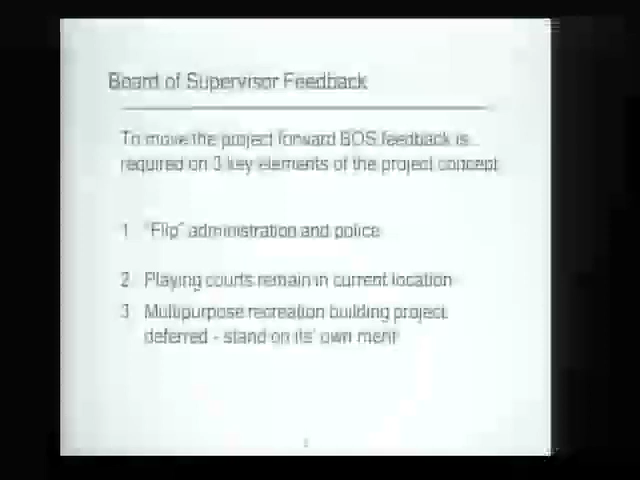 Board of Supervisor Feedback
To move the project forward BOS feedback is
required on 3 key elements of the project concept
1 "Flip" administration and police
2 Playing courts remain in current location
3 Multipurpose recreation building project
deferred - stand on its' own merit